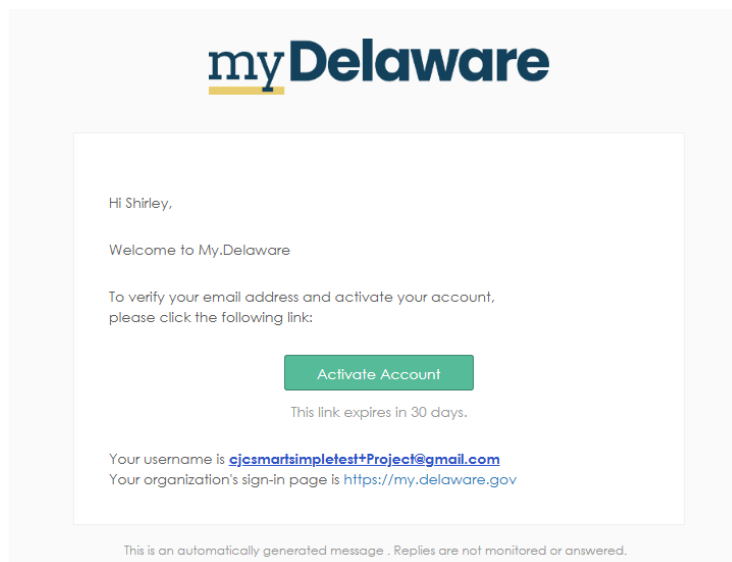 myDelaware
Hi Shirley,
Welcome to My.Delaware
To verify your email address and activate your account,
please click the following link:
Activate Account
This link expires in 30 days.
Your username is cjcsmartsimpletest+Project@gmail.com
Your organization's sign-in page is https://my.delaware.gov
This is an automatically generated message . Replies are not monitored or answered.